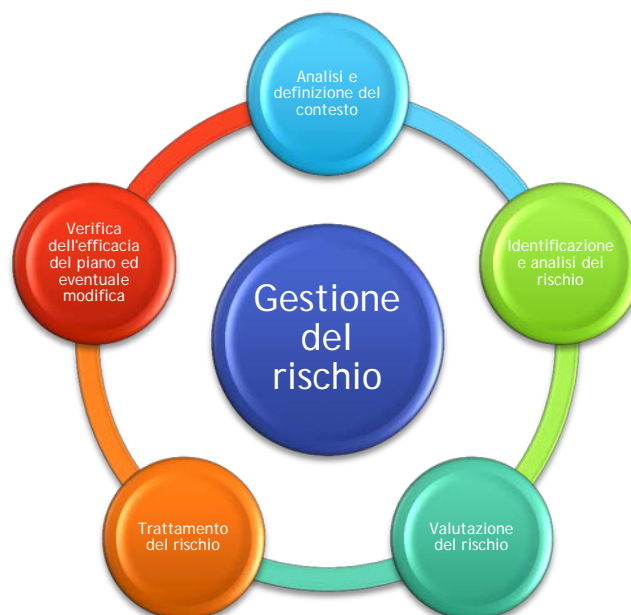 Analisi e
definizione del
contesto
Identificazione
e analisi dei
rischio
Valutazione
del rischio
Trattamento
del rischio
Verifica
dell'efficacia
del piano ed
eventuale
modifica
Gestione
del
rischio